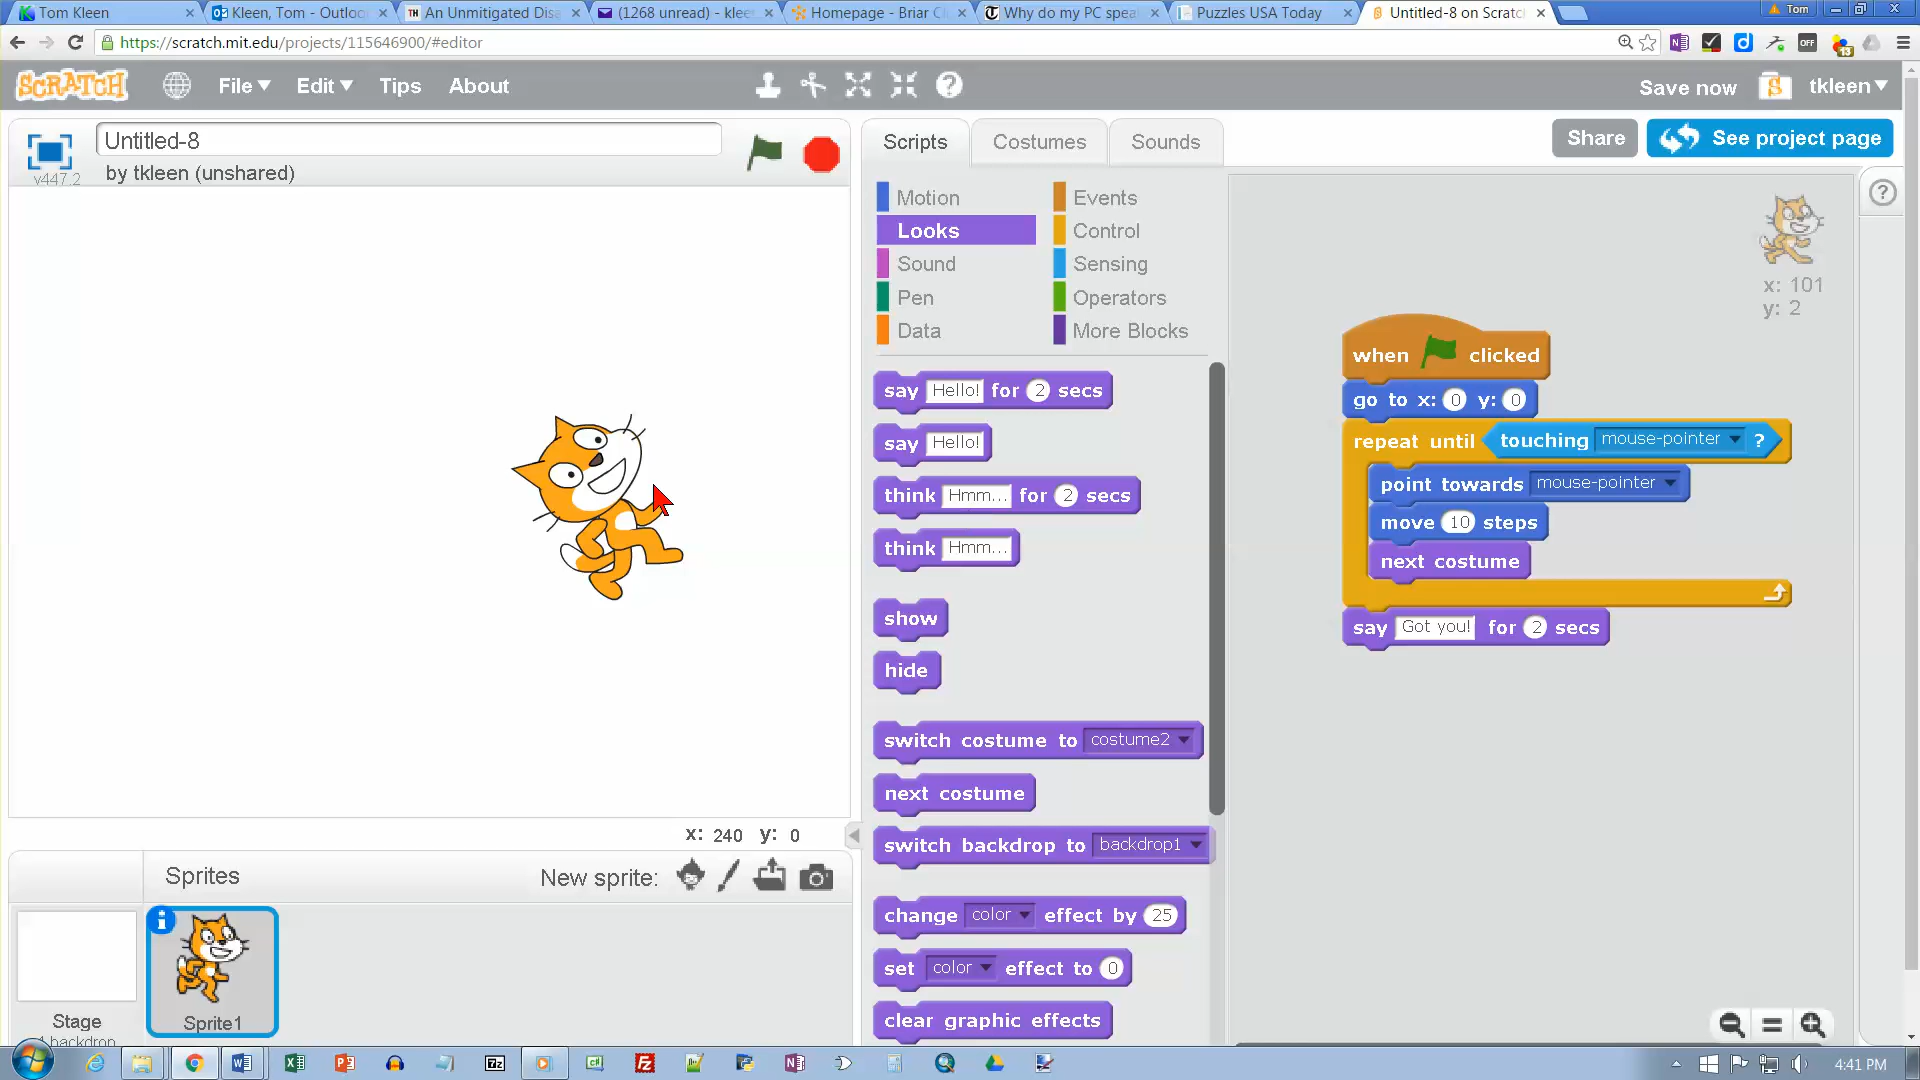 Tom Kleen
Kleen, Tom - Outloo
An Unmitigated Disa
(1268 unread) - klee
Homepage - Briar Cl
Why do my PC spea
Puzzles USA Today
Untitled-8 on Scratc
Tom
https://scratch.mit.edu/projects/115646900/#editor
OFF
13
SCRATCH
File
Edit
Tips
About
Save now
tkleen
Untitled-8
by tkleen (unshared)
v447.2
Scripts
Costumes
Sounds
Share
See project page
Motion
Events
Looks
Control
Sound
Sensing
Pen
Operators
Data
More Blocks
x: 101
y: 2
say Hello! for 2 secs
say Hello!
think Hmm... for 2 secs
think Hmm...
show
hide
switch costume to costume2
next costume
switch backdrop to backdrop1
change color effect by 25
set color effect to 0
clear graphic effects
when clicked
go to x: 0 y: 0
repeat until touching mouse-pointer ?
point towards mouse-pointer
move 10 steps
next costume
say Got you! for 2 secs
x: 240 y: 0
Sprites
New sprite:
Stage
1 backdrop
Sprite1
4:41 PM